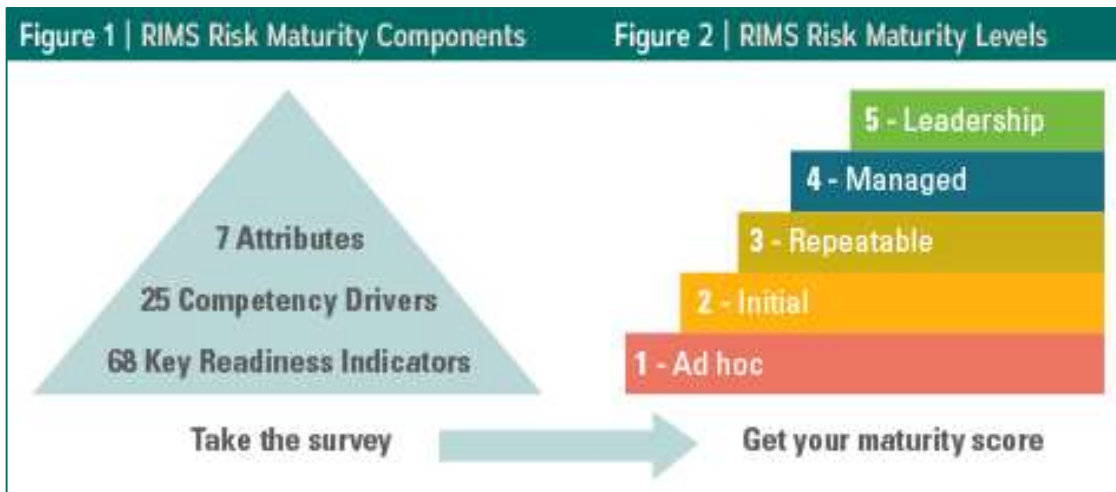 Figure 1 | RIMS Risk Maturity Components
7 Attributes
25 Competency Drivers
68 Key Readiness Indicators
Take the survey
Figure 2 | RIMS Risk Maturity Levels
5 - Leadership
4 - Managed
3 - Repeatable
2 - Initial
1 - Ad hoc
Get your maturity score